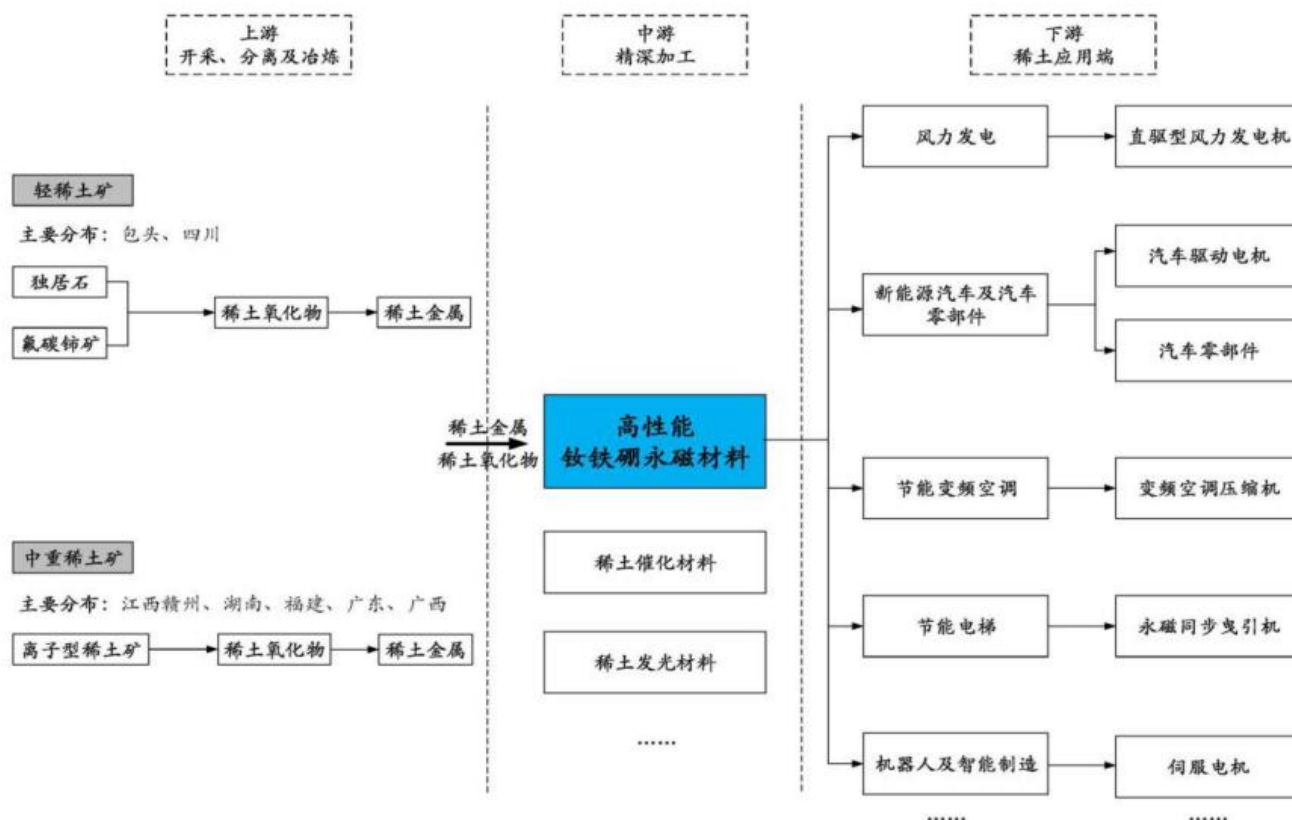 上游
开采、分离及冶炼
中游
精深加工
下游
稀土应用端
轻稀土矿
主要分布：包头、四川
独居石
氟碳铈矿
稀土氧化物
稀土金属
中重稀土矿
主要分布：江西赣州、湖南、福建、广东、广西
离子型稀土矿
稀土氧化物
稀土金属
稀土金属
稀土氧化物
高性能
钕铁硼永磁材料
稀土催化材料
稀土发光材料
……
风力发电
直驱型风力发电机
新能源汽车及汽车
零部件
汽车驱动电机
汽车零部件
节能变频空调
变频空调压缩机
节能电梯
永磁同步曳引机
机器人及智能制造
伺服电机
……
……